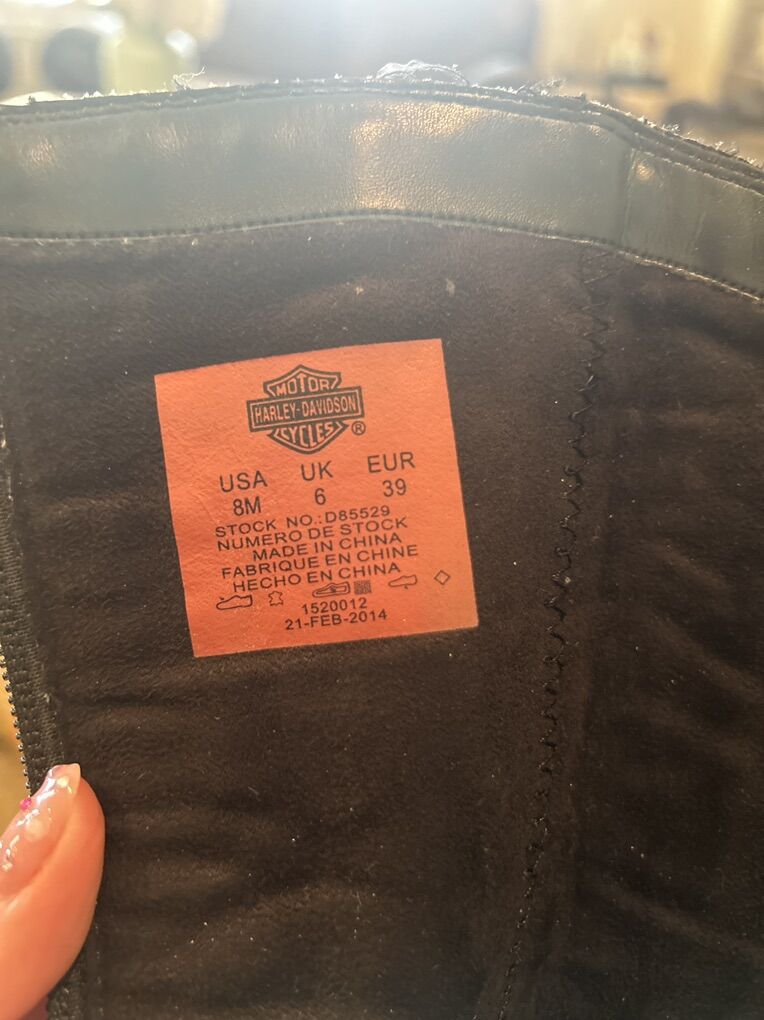 MOTOR
HARLEY-DAVIDSON
CYCLES ®
USA UK EUR
8M 6 39
STOCK NO.:D85529
NUMERO DE STOCK
MADE IN CHINA
FABRIQUE EN CHINE
HECHO EN CHINA
1520012
21-FEB-2014